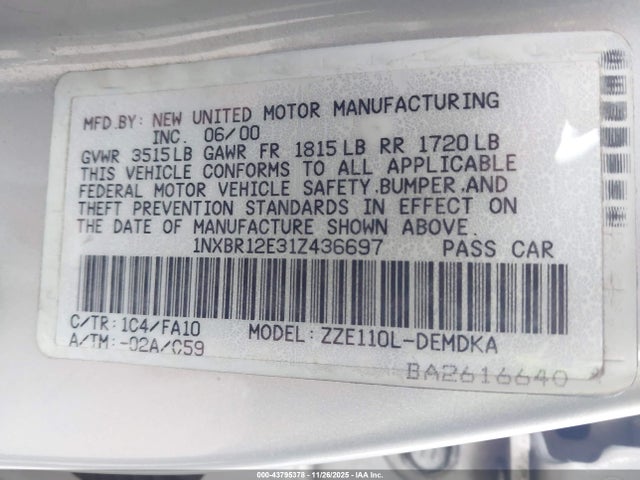 MFD.BY: NEW UNITED MOTOR MANUFACTURING
INC. 06/00
GVWR 3515LB GAWR FR 1815LB RR 1720LB
THIS VEHICLE CONFORMS TO ALL APPLICABLE
FEDERAL MOTOR VEHICLE SAFETY,BUMPER,AND
THEFT PREVENTION STANDARDS IN EFFECT ON
THE DATE OF MANUFACTURE SHOWN ABOVE.
1NXBR12E31Z436697 PASS CAR
C/TR:1C4/FA10 MODEL:ZZE110L-DEMDKA
A/TM:-02A/C59
BA2616640
000-43795378 | 11/26/2025 | IAA Inc.